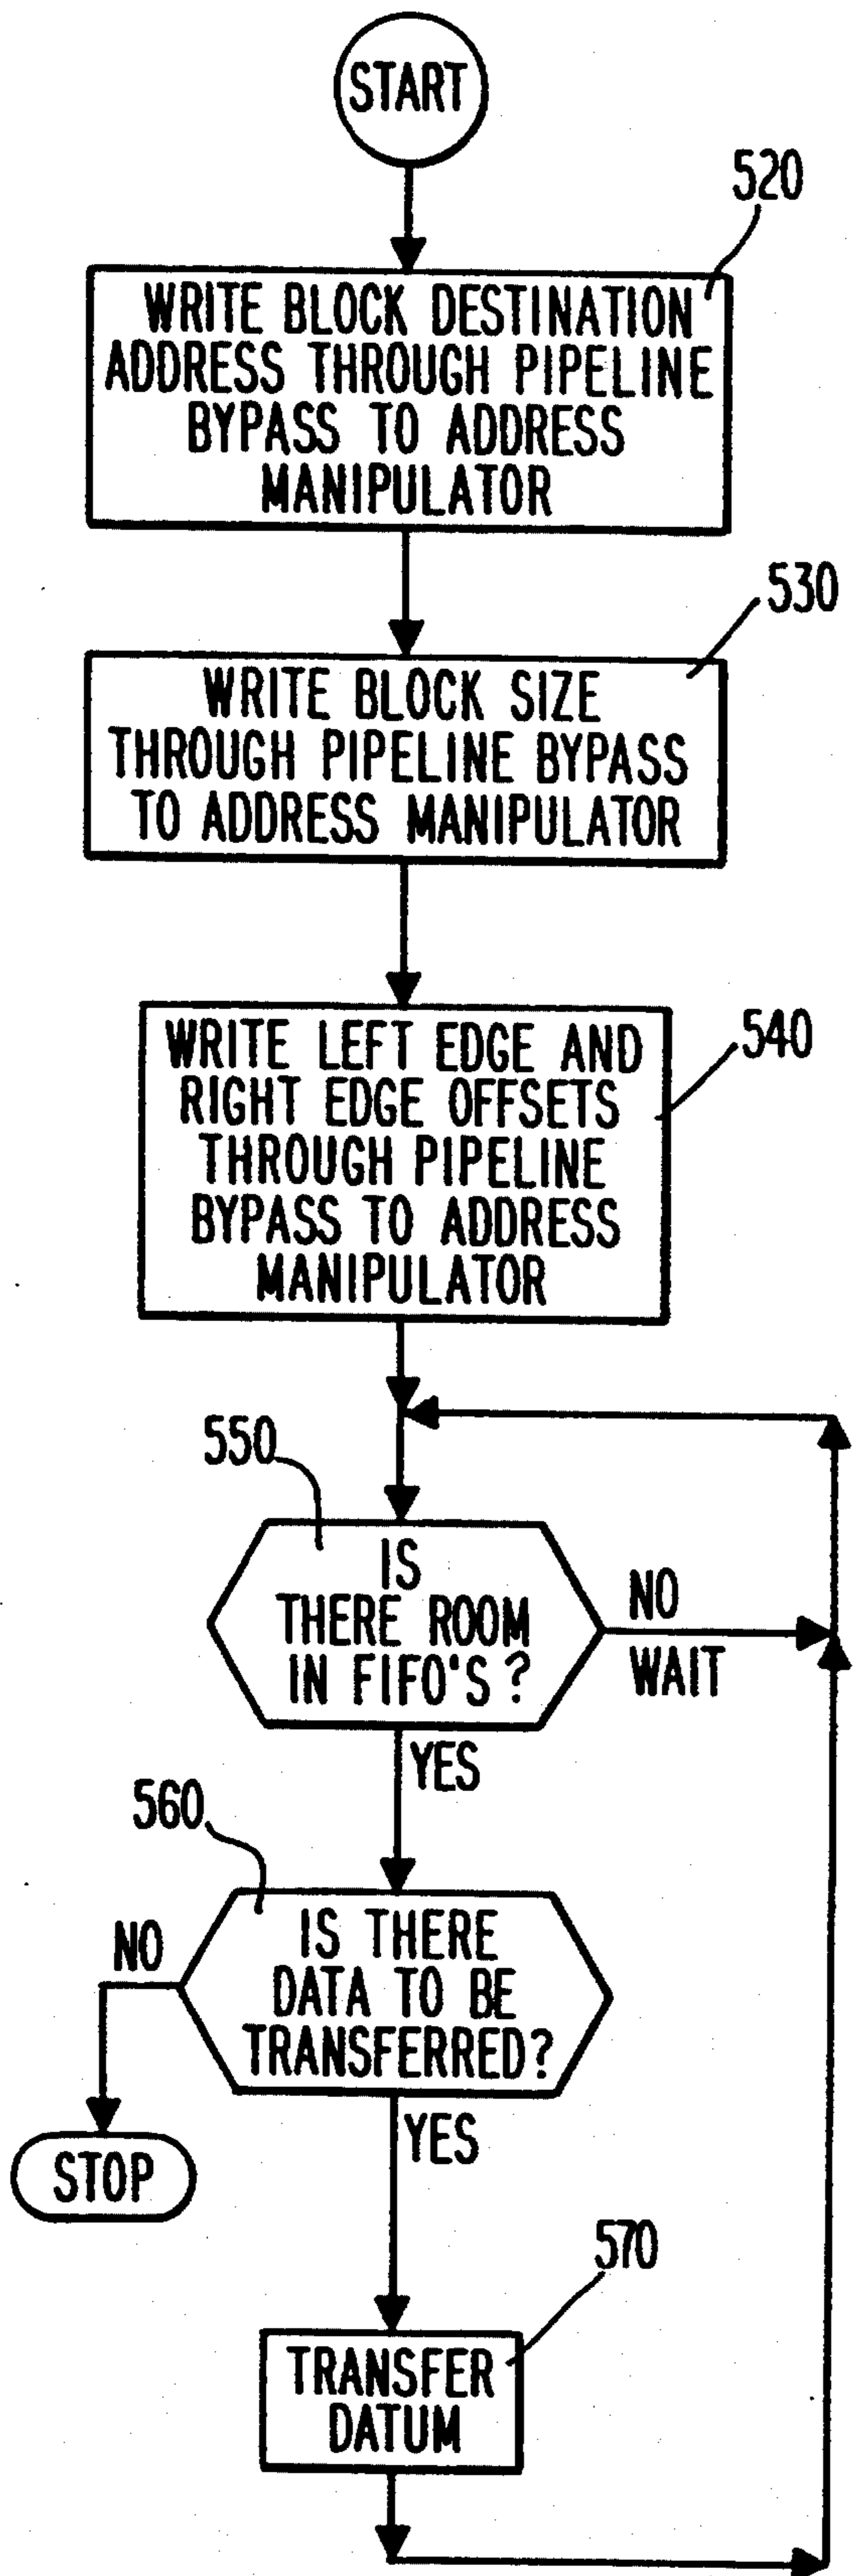 START
520
WRITE BLOCK DESTINATION
ADDRESS THROUGH PIPELINE
BYPASS TO ADDRESS
MANIPULATOR
530
WRITE BLOCK SIZE
THROUGH PIPELINE BYPASS
TO ADDRESS MANIPULATOR
540
WRITE LEFT EDGE AND
RIGHT EDGE OFFSETS
THROUGH PIPELINE
BYPASS TO ADDRESS
MANIPULATOR
550
IS
THERE ROOM
IN FIFO'S?
NO
WAIT
YES
560
IS THERE
DATA TO BE
TRANSFERRED?
NO
STOP
YES
570
TRANSFER
DATUM